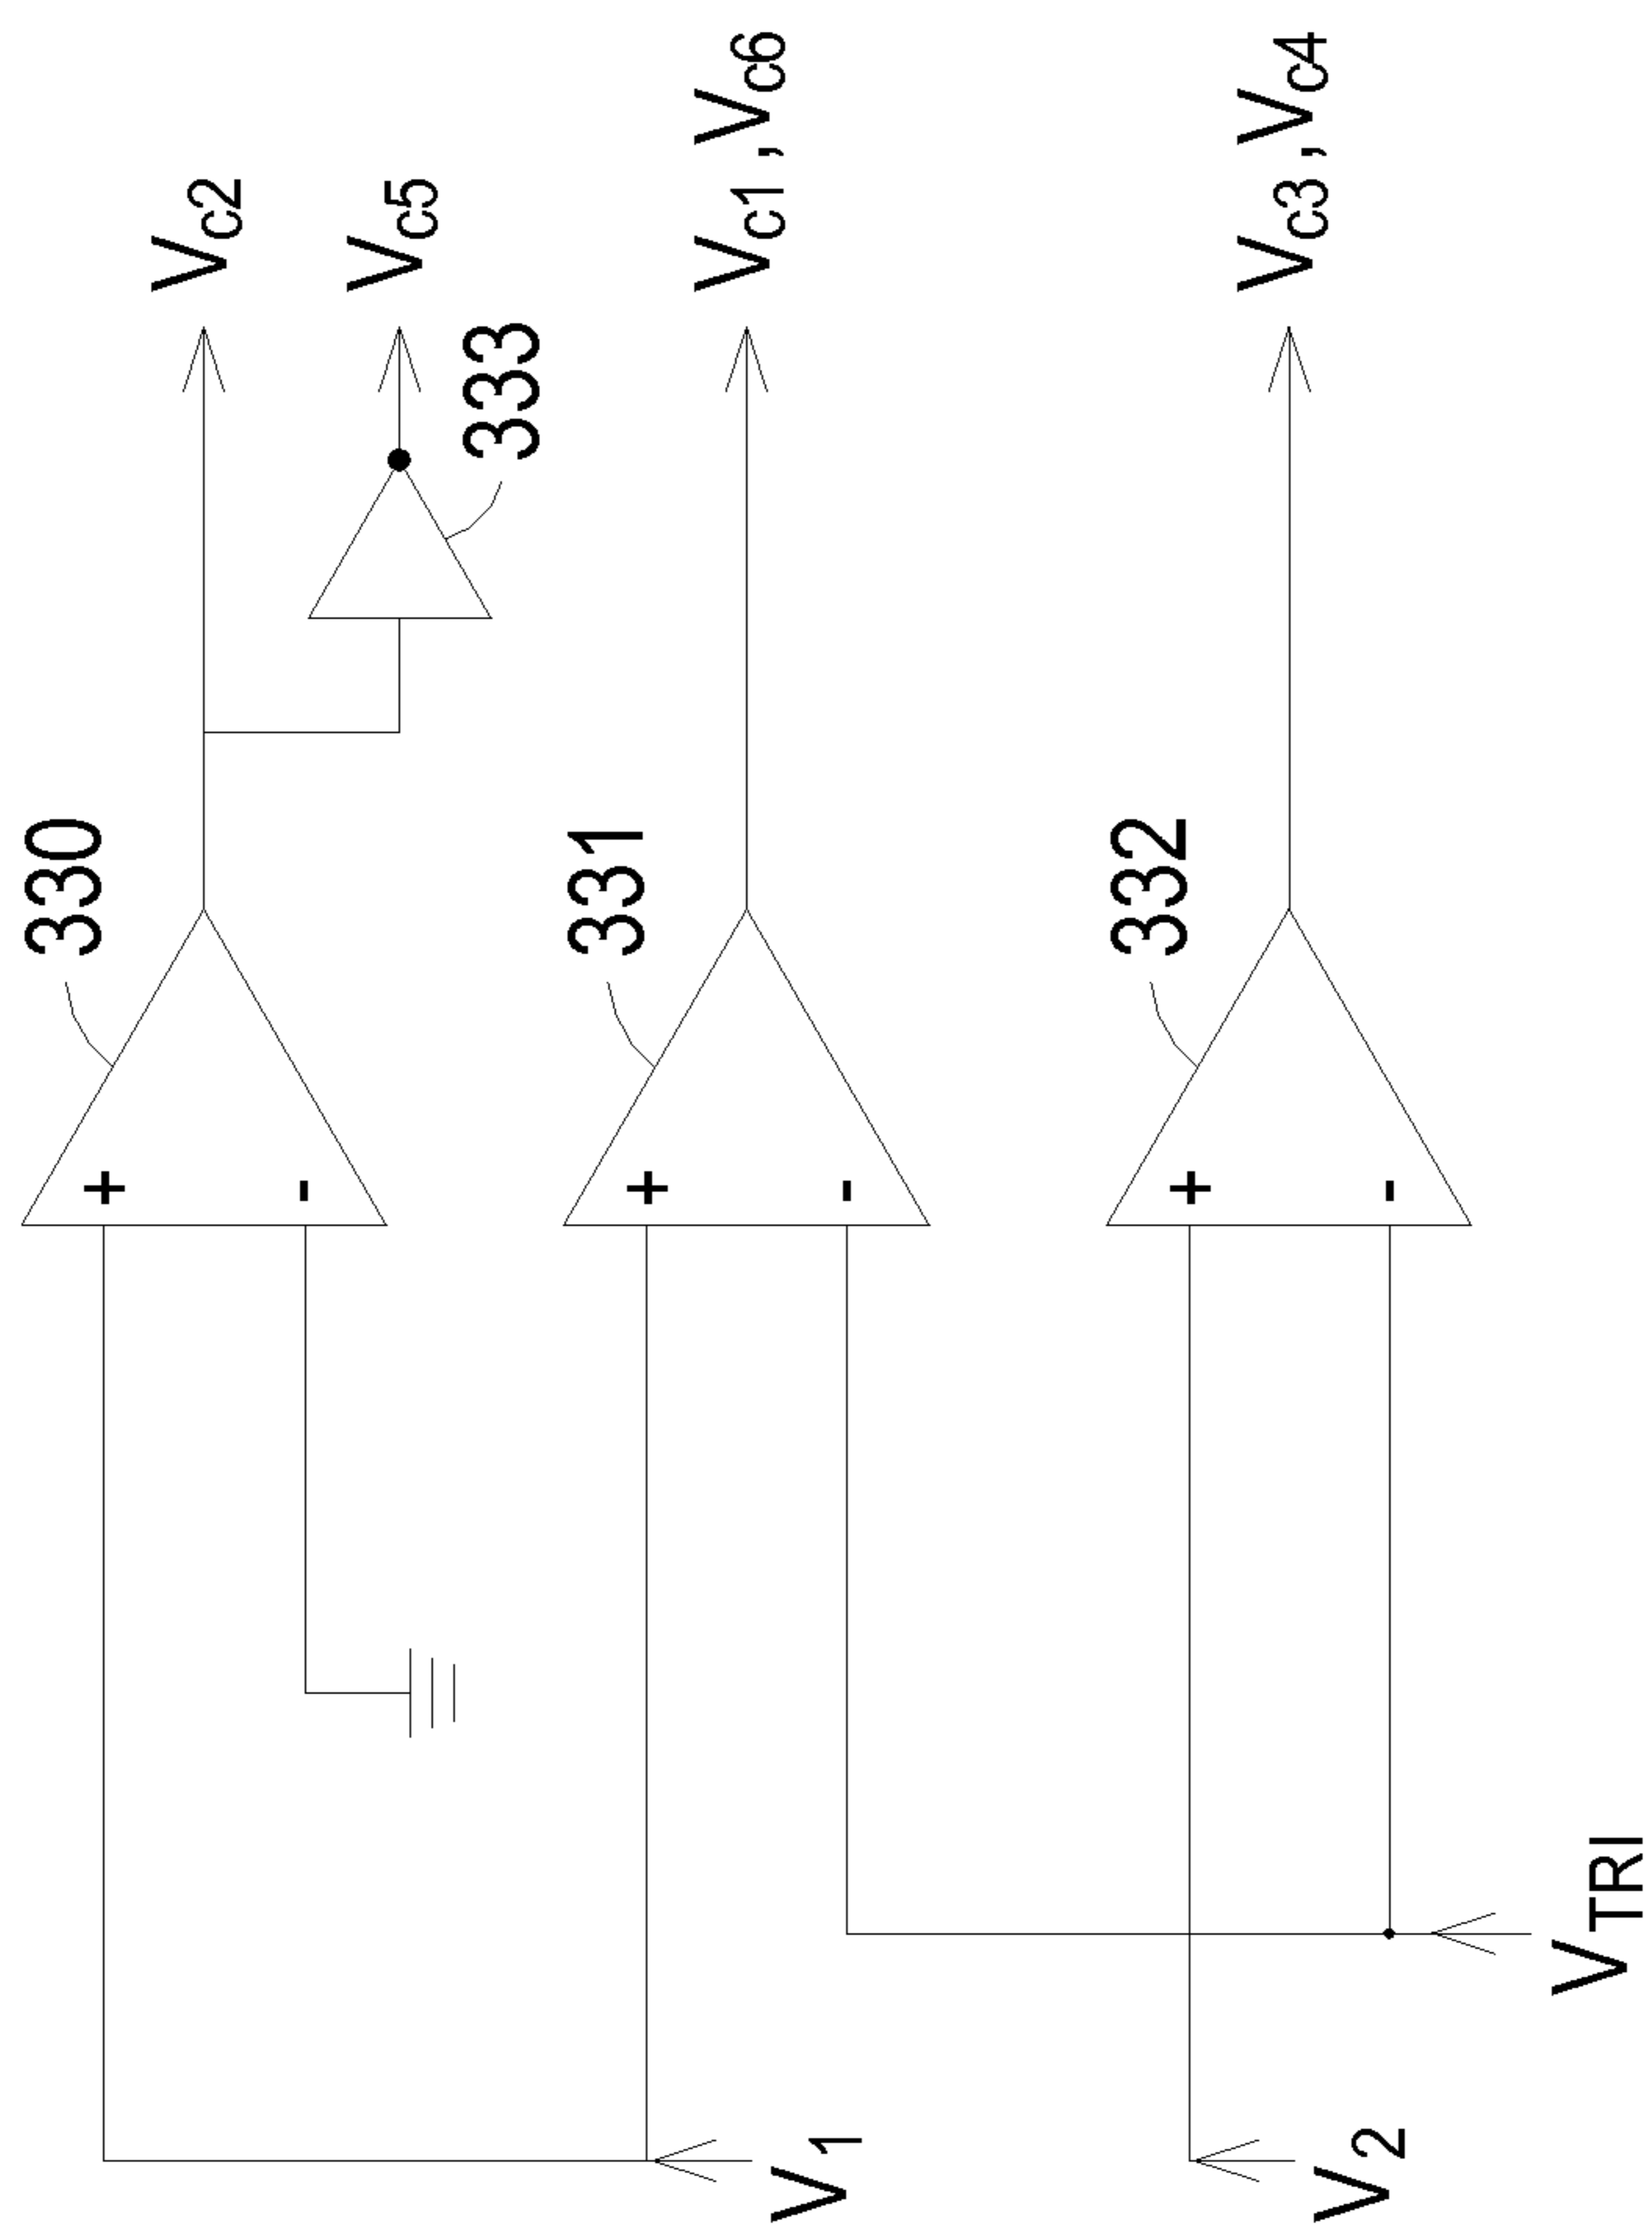 330
+
-
Vc2
Vc5
333
331
+
-
Vc1 ,Vc6
332
+
-
Vc3 ,Vc4
V1
V2
VTRI